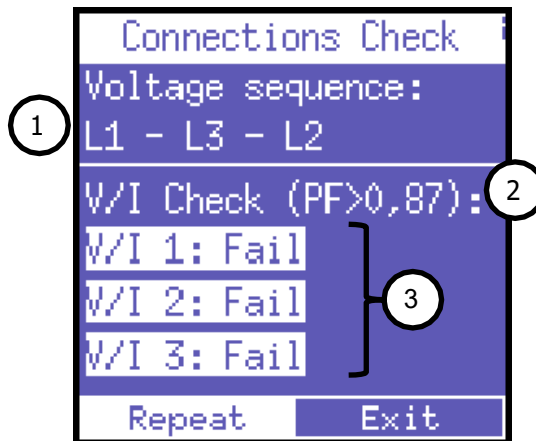 Connections Check
Voltage sequence:
1
L1 - L3 - L2
2
V/I Check (PF>0,87):
V/I 1: Fail
V/I 2: Fail
3
V/I 3: Fail
Repeat Exit